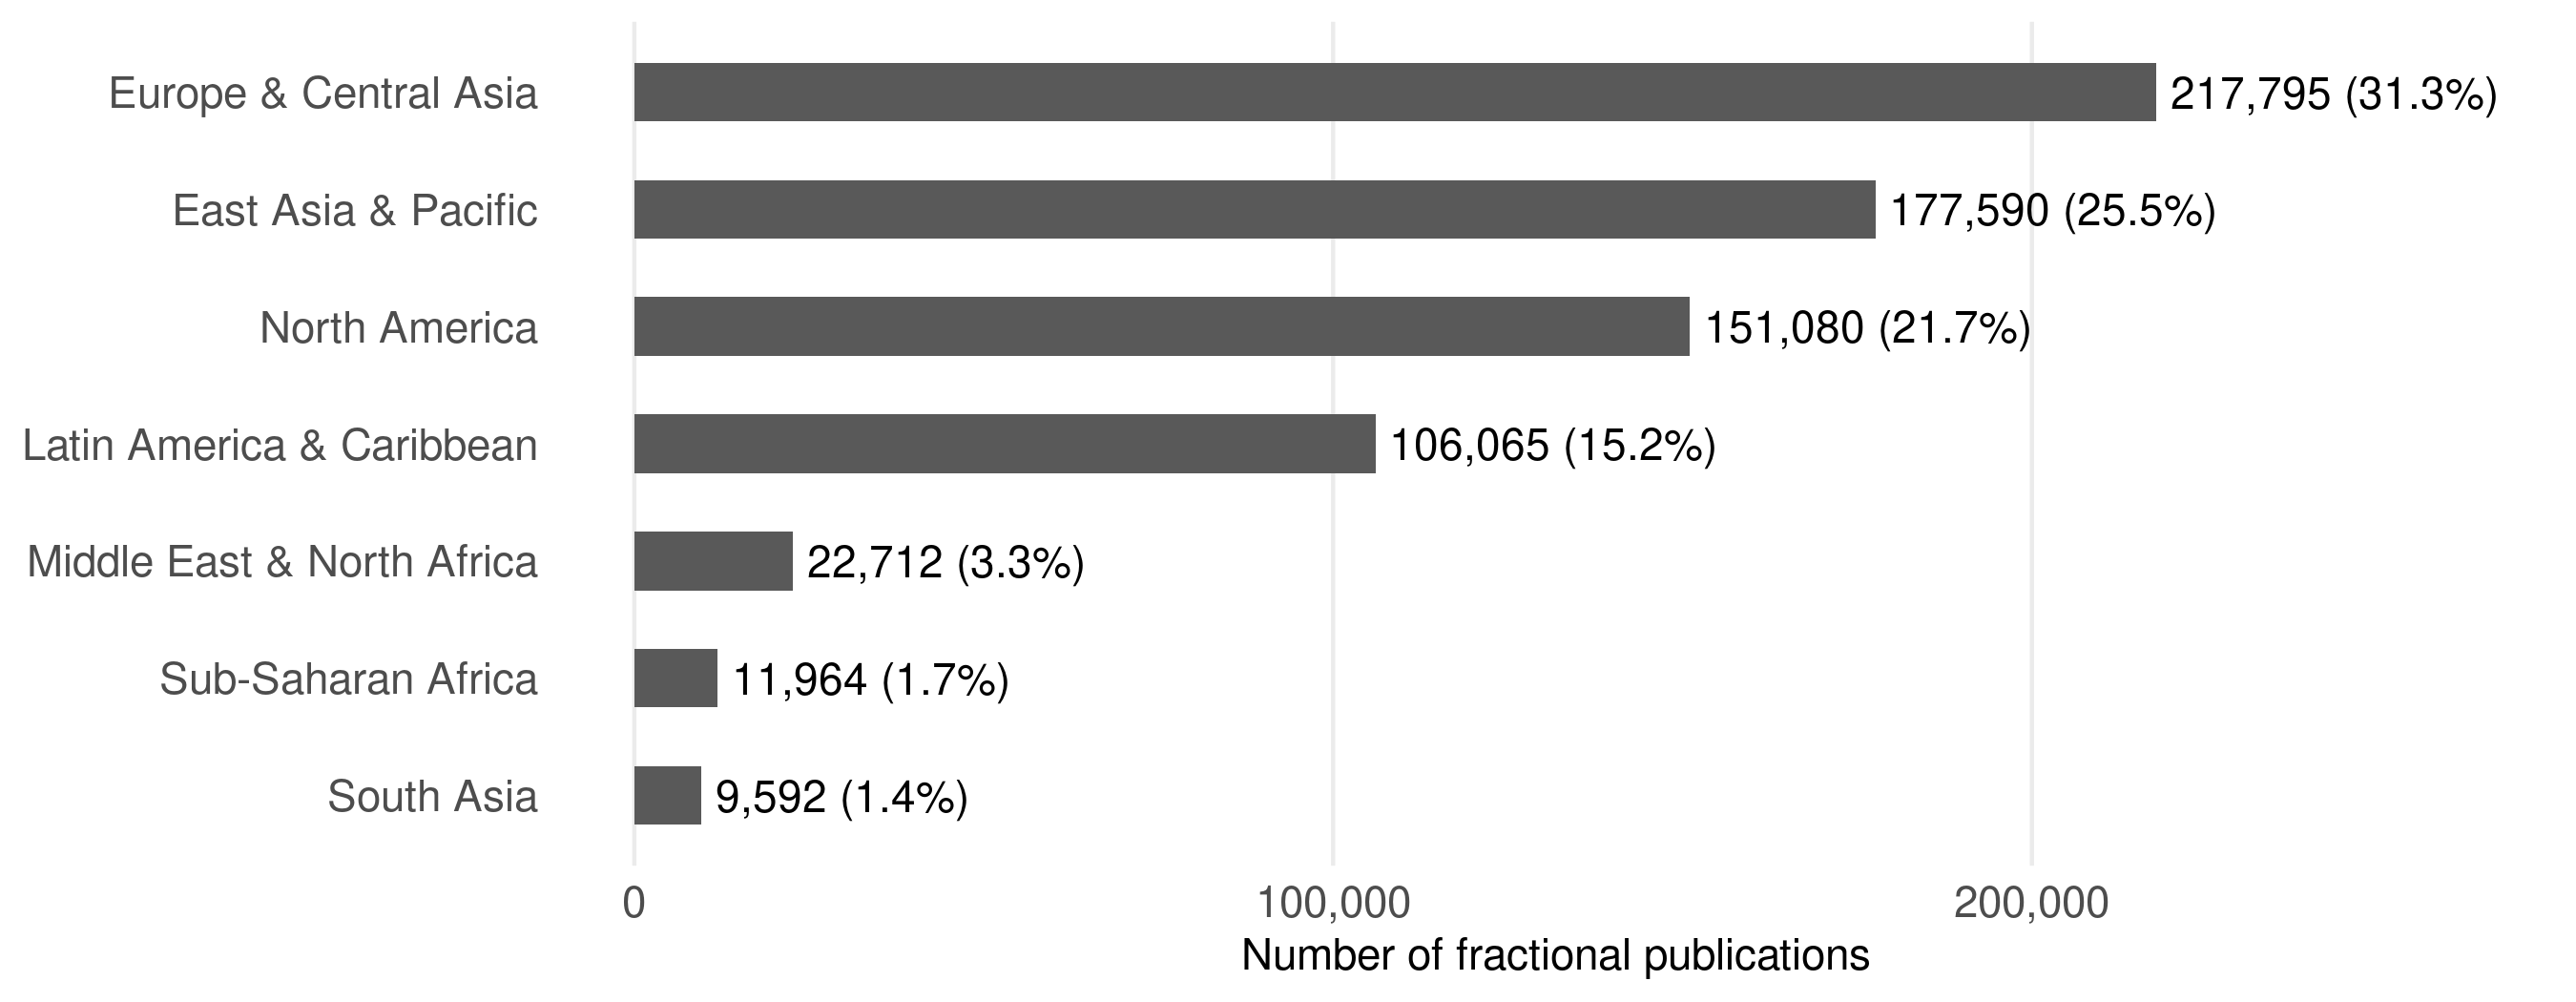 Europe & Central Asia 217,795 (31.3%)
East Asia & Pacific 177,590 (25.5%)
North America 151,080 (21.7%)
Latin America & Caribbean 106,065 (15.2%)
Middle East & North Africa 22,712 (3.3%)
Sub-Saharan Africa 11,964 (1.7%)
South Asia 9,592 (1.4%)
0 100,000 200,000
Number of fractional publications